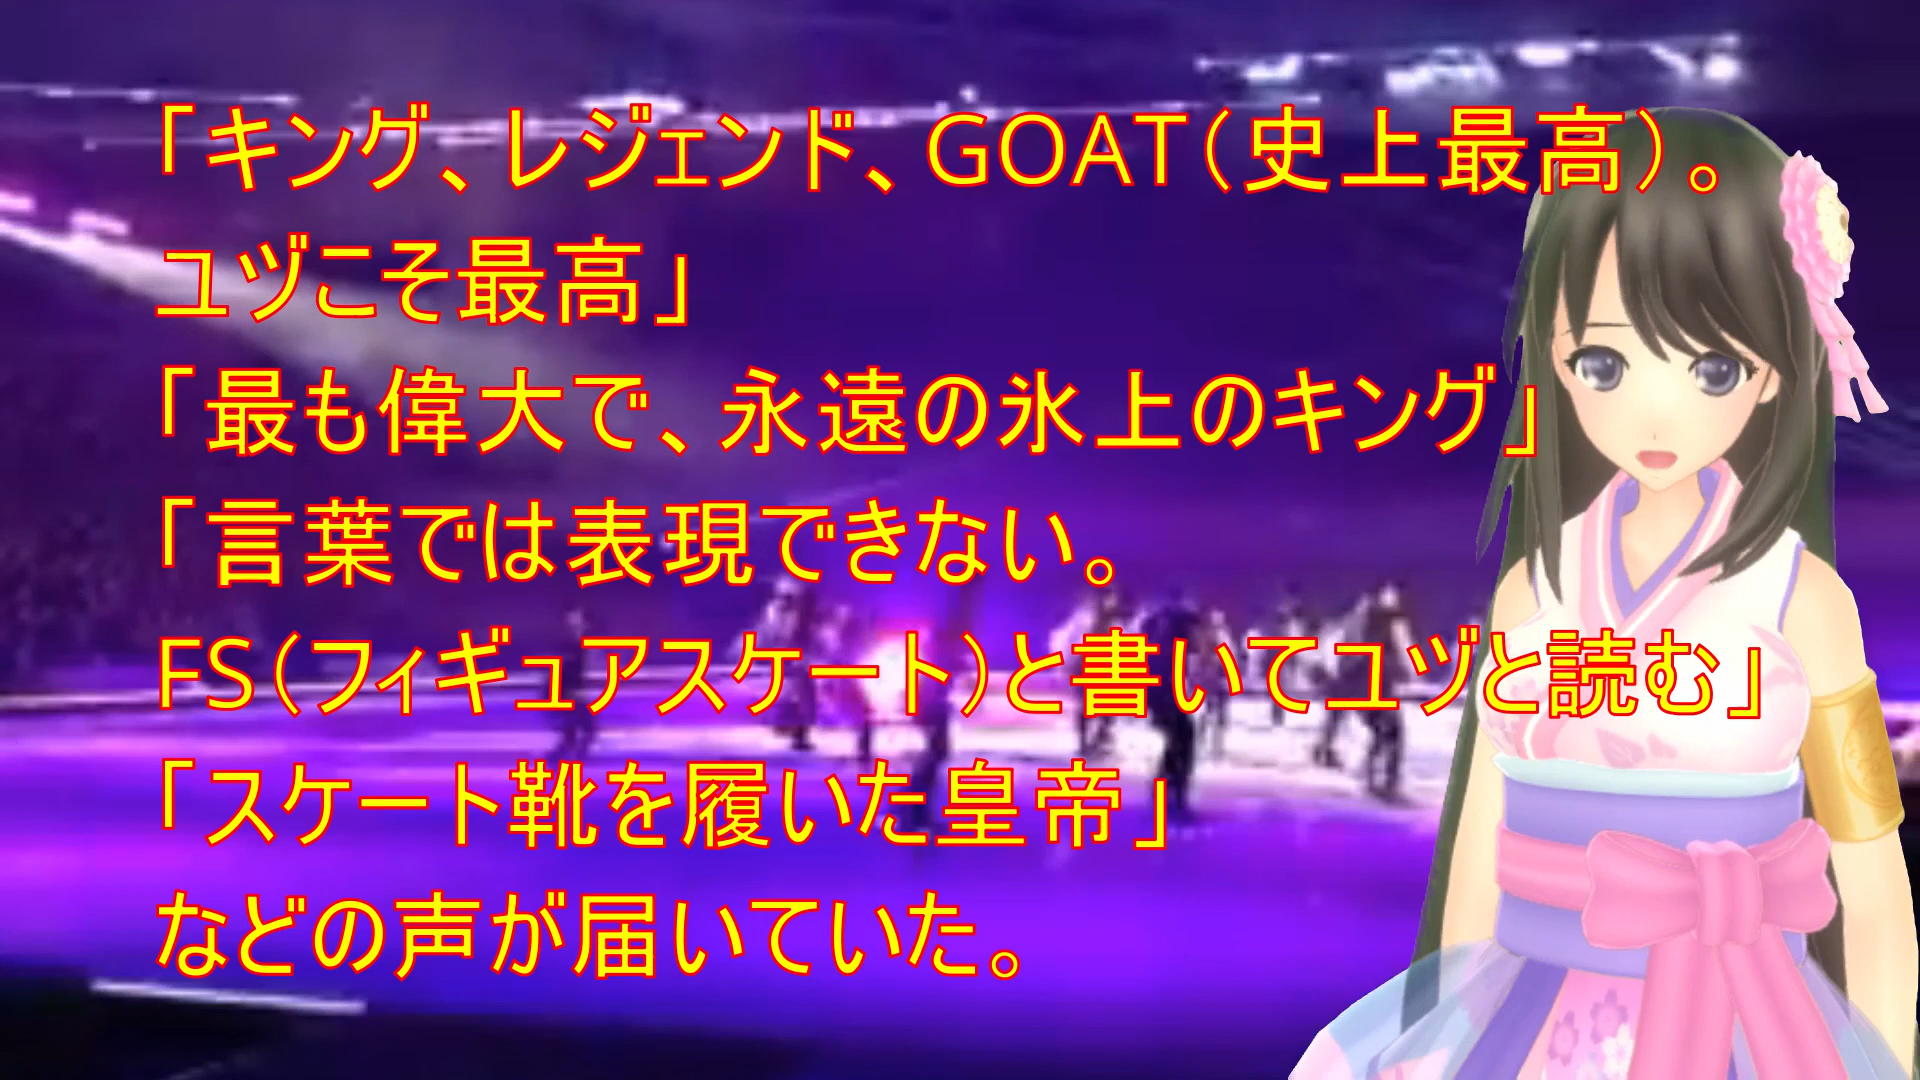 「キング、レジェンド、GOAT（史上最高）。
ユヅこそ最高」
「最も偉大で、永遠の氷上のキング」
「言葉では表現できない。
FS（フィギュアスケート）と書いてユヅと読む」
「スケート靴を履いた皇帝」
などの声が届いていた。